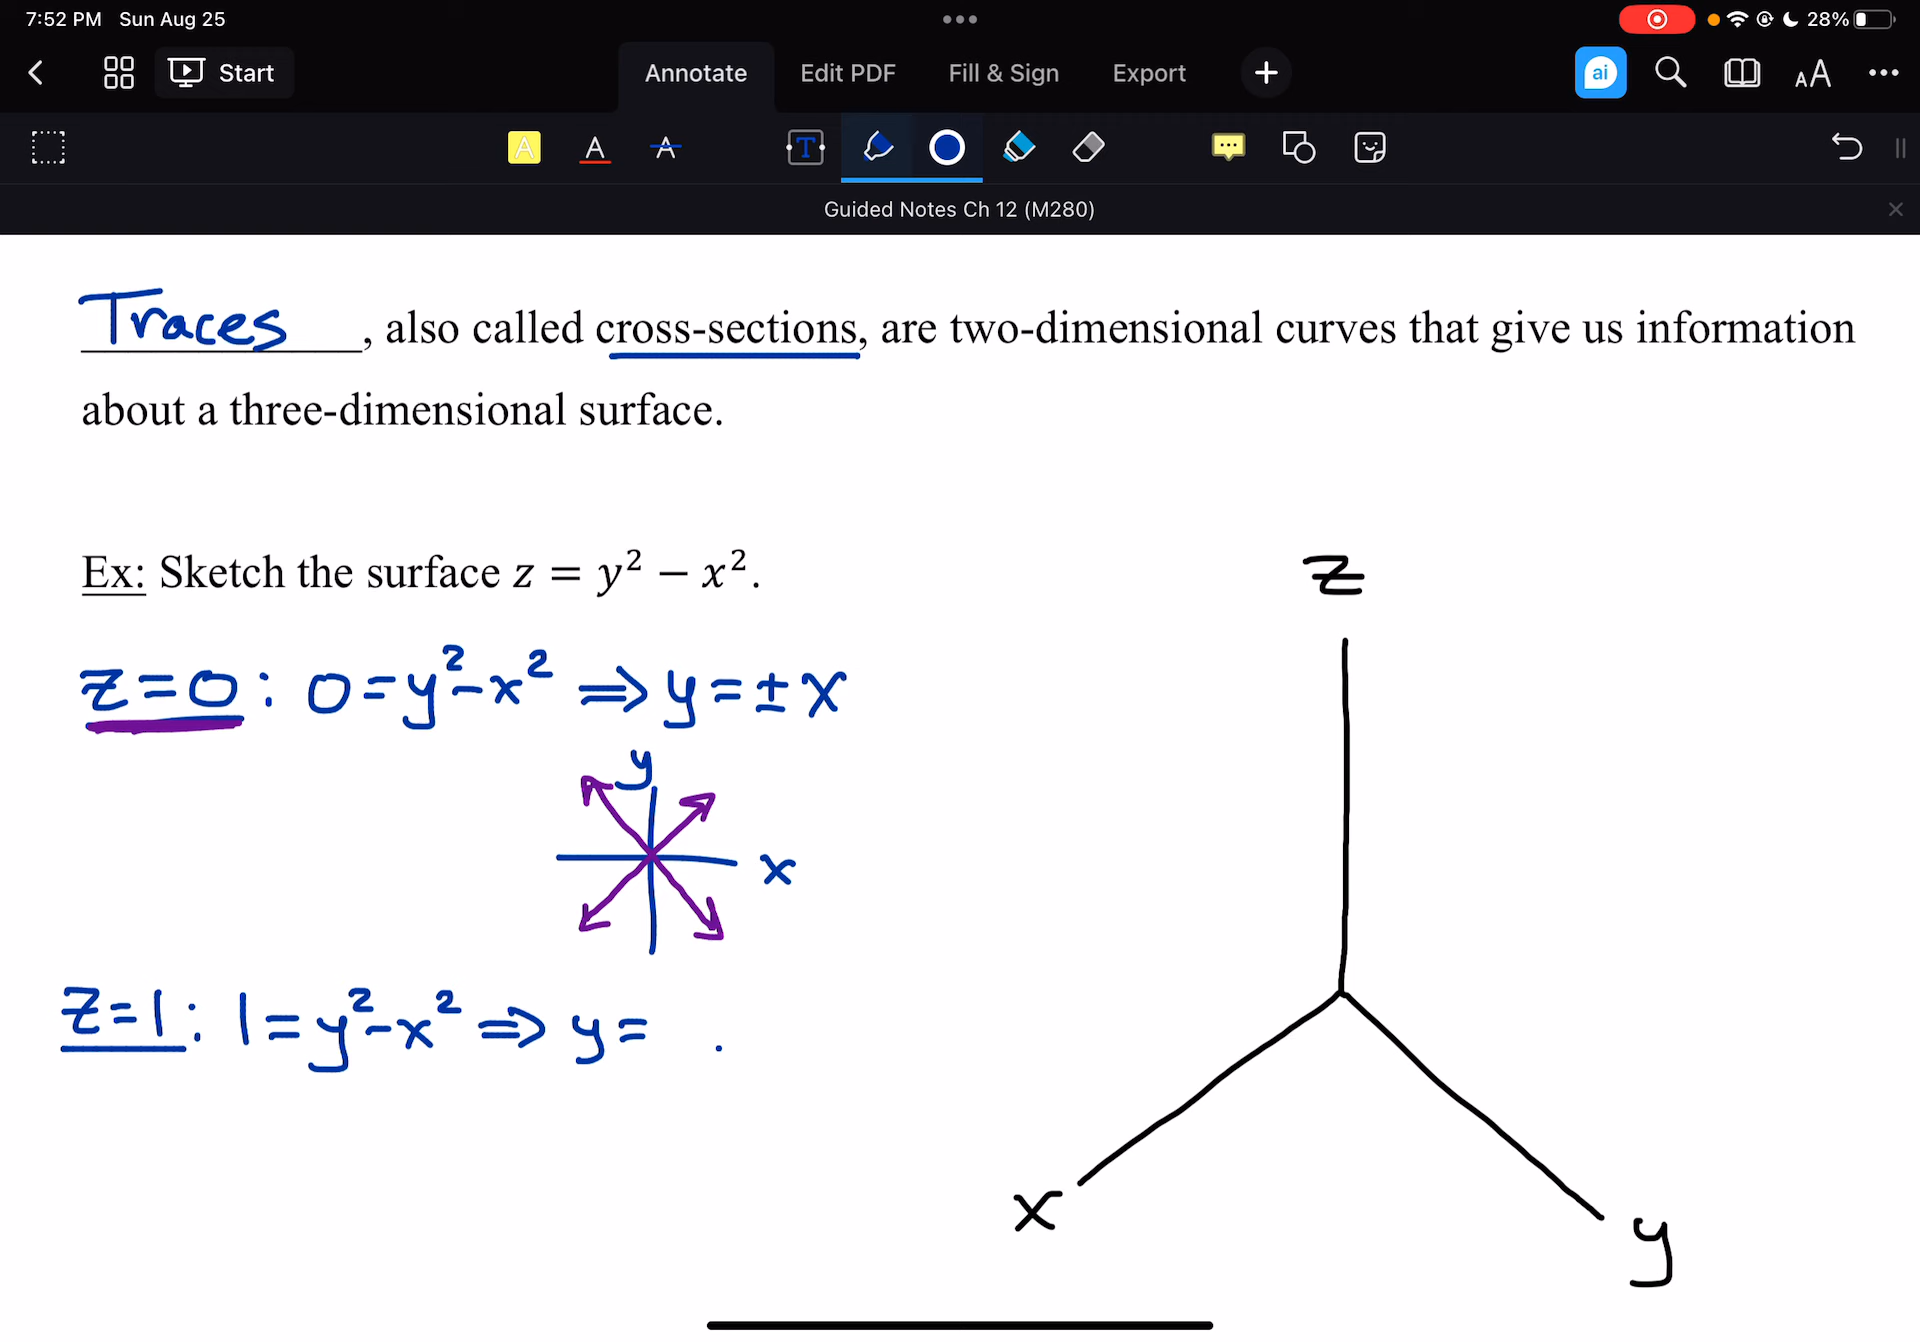 7:52 PM Sun Aug 25
28%
Start
Annotate Edit PDF Fill & Sign Export
ai
AA
A A A T
Guided Notes Ch 12 (M280)
Traces, also called cross-sections, are two-dimensional curves that give us information
about a three-dimensional surface.
Ex: Sketch the surface z = y² − x².
z=0: 0=y²-x² ⇒ y=±x
y
x
z=1: 1=y²-x² ⇒ y= .
z
x
y